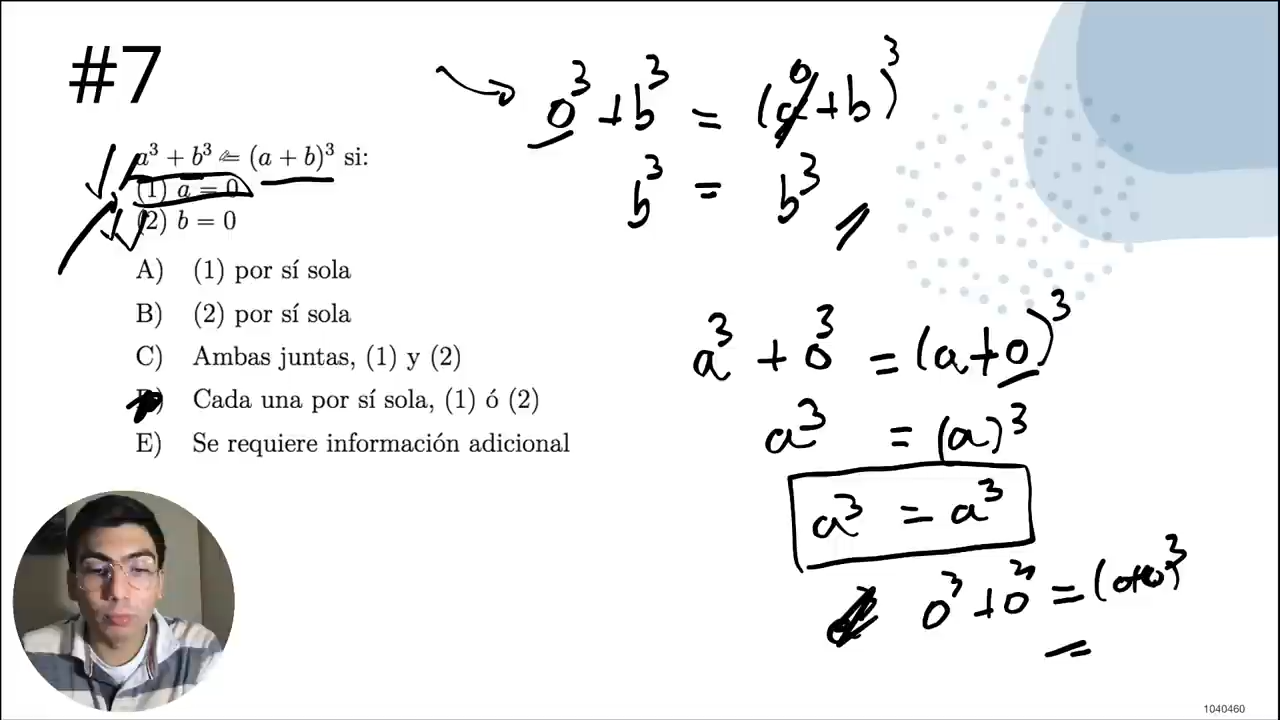 #7
a³ + b³ = (a + b)³ si:
(1) a = 0
(2) b = 0
A) (1) por sí sola
B) (2) por sí sola
C) Ambas juntas, (1) y (2)
Cada una por sí sola, (1) ó (2)
E) Se requiere información adicional
0³ + b³ = (a⁰ + b)³
b³ = b³
a³ + 0³ = (a + 0)³
a³ = (a)³
a³ = a³
0³ + 0³ = (0+0)³
1040460